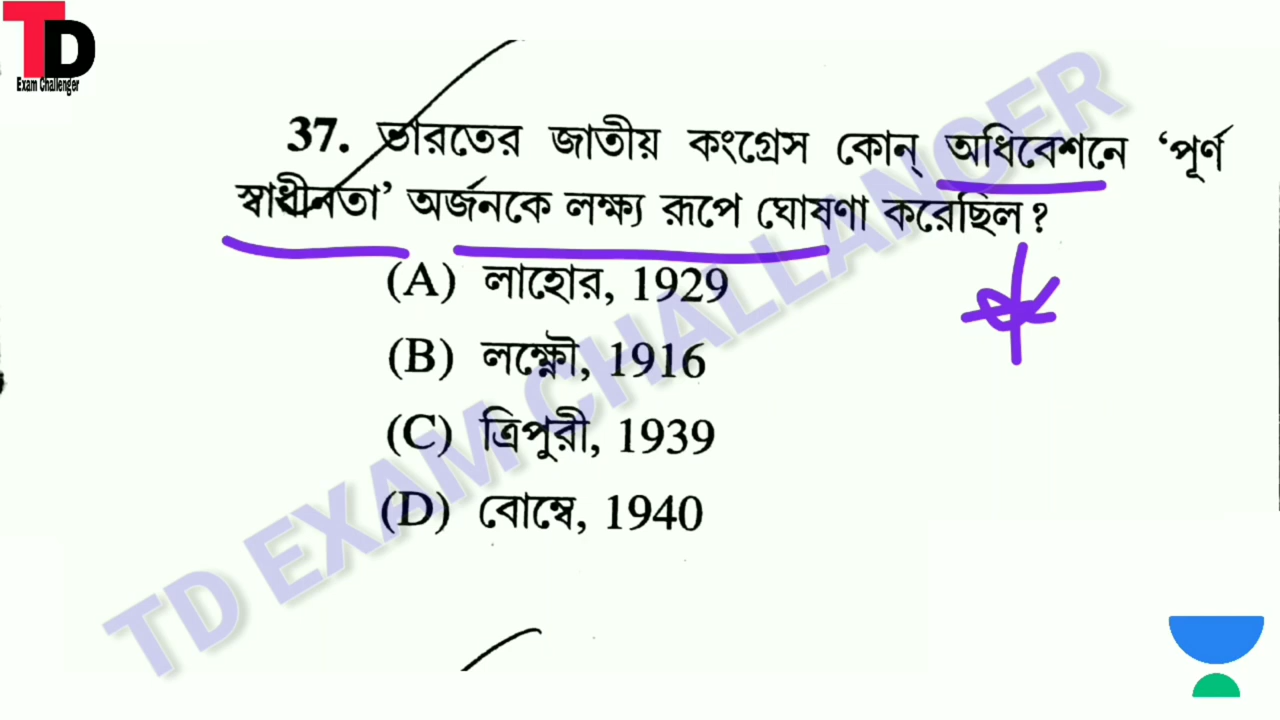 TD
Exam Challenger
37. ভারতের জাতীয় কংগ্রেস কোন্ অধিবেশনে ‘পূর্ণ
স্বাধীনতা’ অর্জনকে লক্ষ্য রূপে ঘোষণা করেছিল?
(A) লাহোর, 1929
(B) লক্ষ্ণৌ, 1916
(C) ত্রিপুরী, 1939
(D) বোম্বে, 1940
TD EXAM CHALLANGER